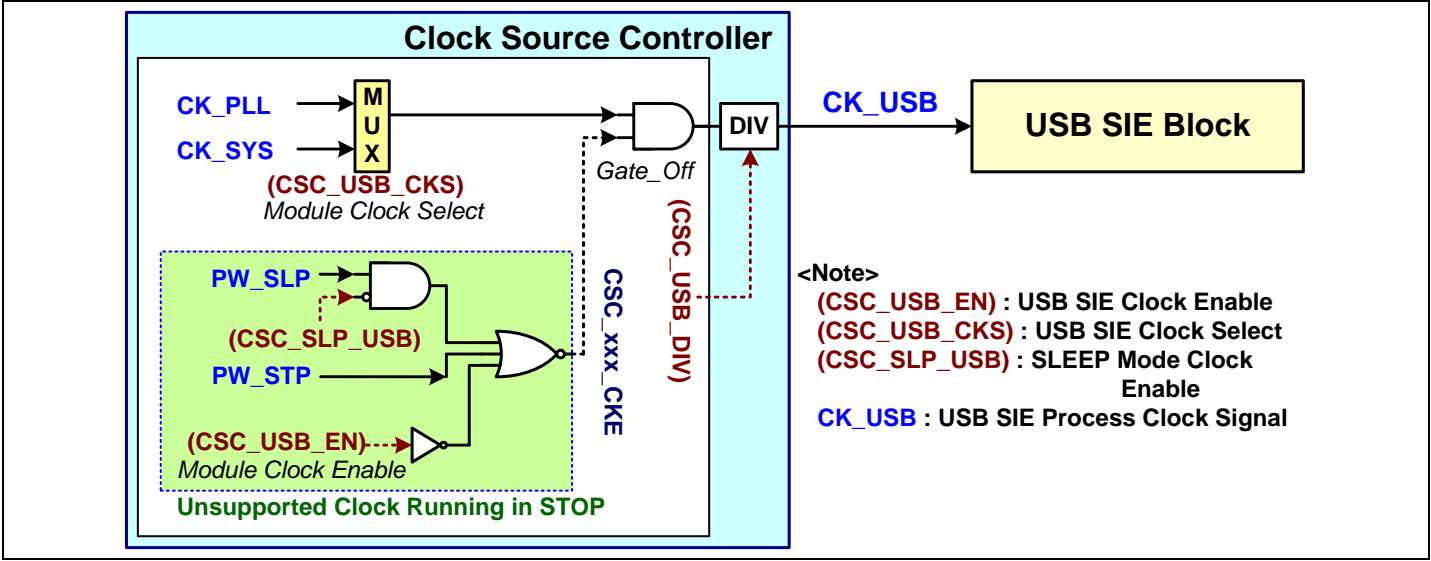 Clock Source Controller
CK_PLL
CK_SYS
M
U
X
(CSC_USB_CKS)
Module Clock Select
Gate_Off
DIV
CK_USB
USB SIE Block
PW_SLP
(CSC_SLP_USB)
PW_STP
(CSC_USB_EN)
Module Clock Enable
Unsupported Clock Running in STOP
CSC_xxx_CKE
(CSC_USB_DIV)
<Note>
(CSC_USB_EN) : USB SIE Clock Enable
(CSC_USB_CKS) : USB SIE Clock Select
(CSC_SLP_USB) : SLEEP Mode Clock
Enable
CK_USB : USB SIE Process Clock Signal